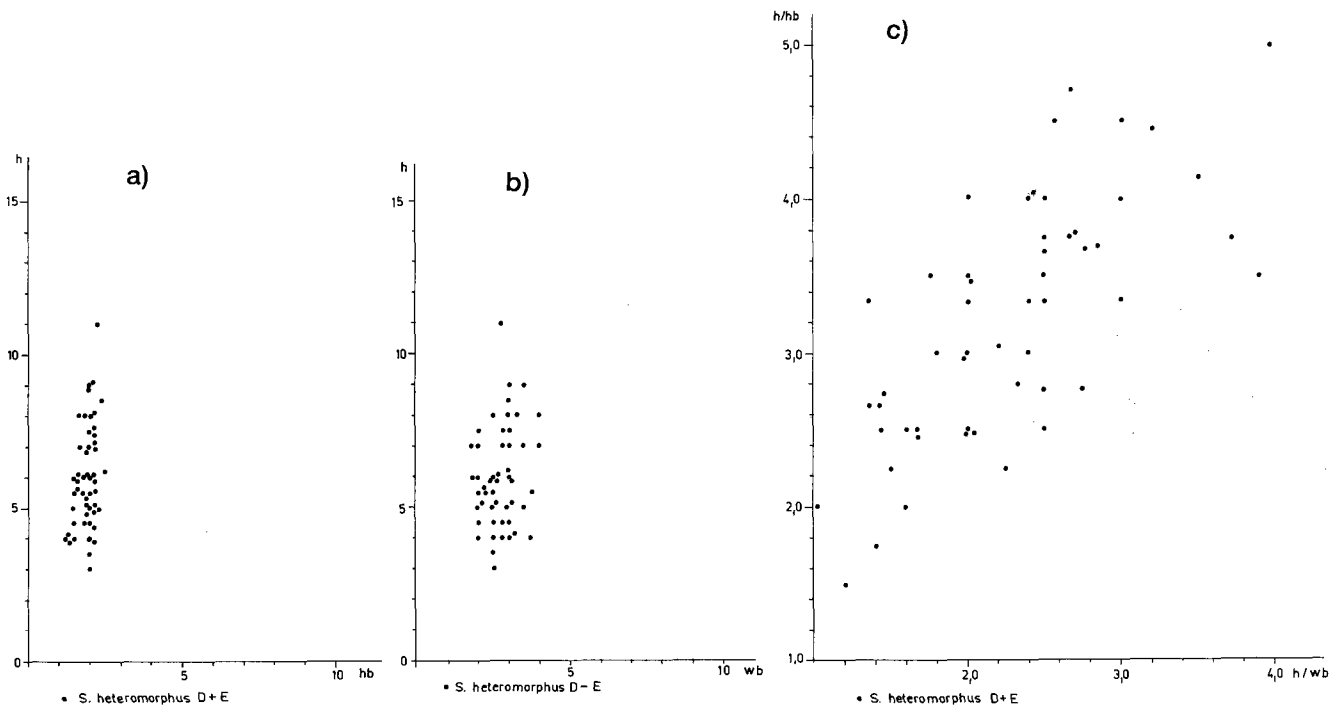 a)
h
15
10
5
0
5
hb
10
• S. heteromorphus D+E
b)
h
15
10
5
0
5
10
wb
• S. heteromorphus D-E
c)
h/hb
5,0
4,0
3,0
2,0
1,0
2,0
3,0
4,0
h/wb
• S. heteromorphus D+E